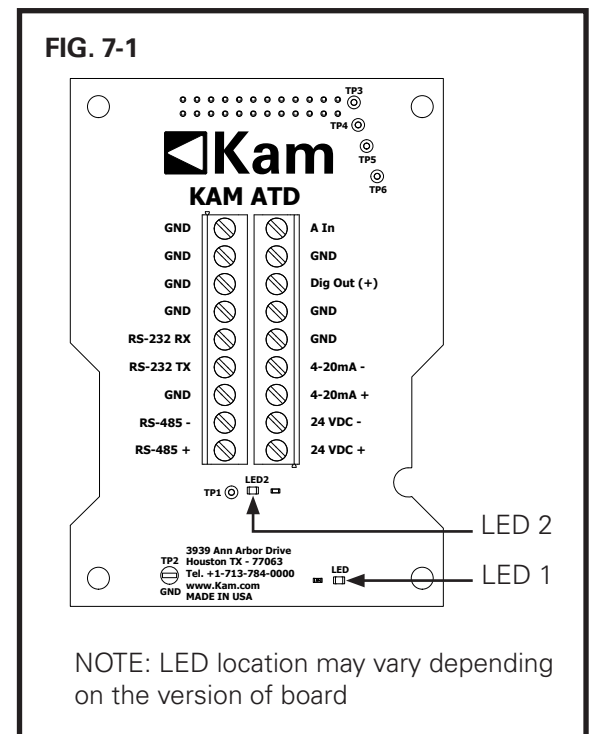 FIG. 7-1
TP3
TP4
TP5
TP6
Kam
KAM ATD
GND A In
GND GND
GND Dig Out (+)
GND GND
RS-232 RX GND
RS-232 TX 4-20mA -
GND 4-20mA +
RS-485 - 24 VDC -
RS-485 + 24 VDC +
LED2
TP1
LED 2
3939 Ann Arbor Drive
TP2 Houston TX - 77063
Tel. +1-713-784-0000
www.Kam.com
GND MADE IN USA
LED
LED 1
NOTE: LED location may vary depending
on the version of board